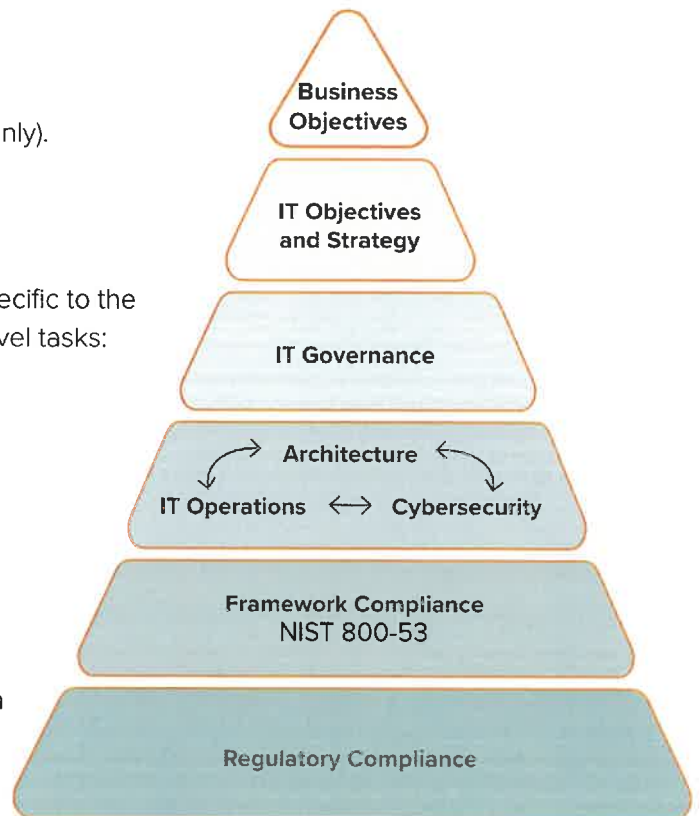 Business
Objectives
nly).
IT Objectives
and Strategy
ecific to the
vel tasks:
IT Governance
Architecture
IT Operations
Cybersecurity
Framework Compliance
NIST 800-53
Regulatory Compliance